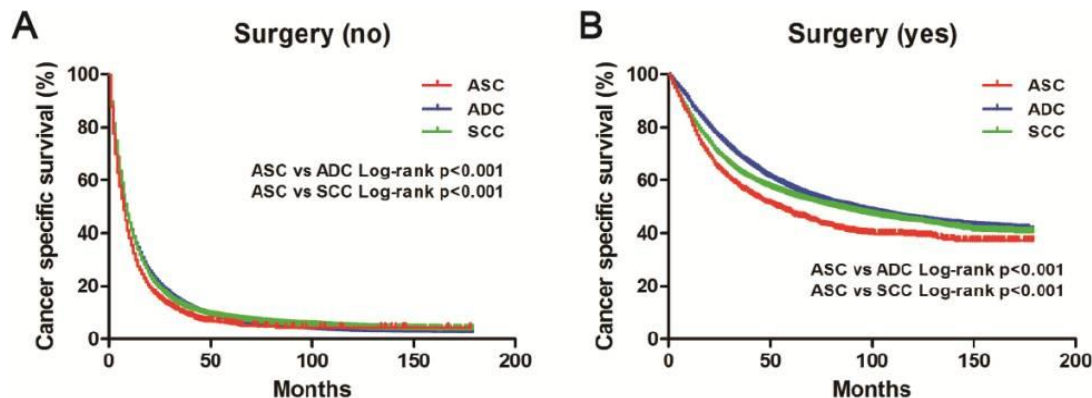 A
Surgery (no)
Cancer specific survival (%)
100
80
60
40
20
0
ASC
ADC
SCC
ASC vs ADC Log-rank p<0.001
ASC vs SCC Log-rank p<0.001
0
50
100
150
200
Months
B
Surgery (yes)
Cancer specific survival (%)
100
80
60
40
20
0
ASC
ADC
SCC
ASC vs ADC Log-rank p<0.001
ASC vs SCC Log-rank p<0.001
0
50
100
150
200
Months